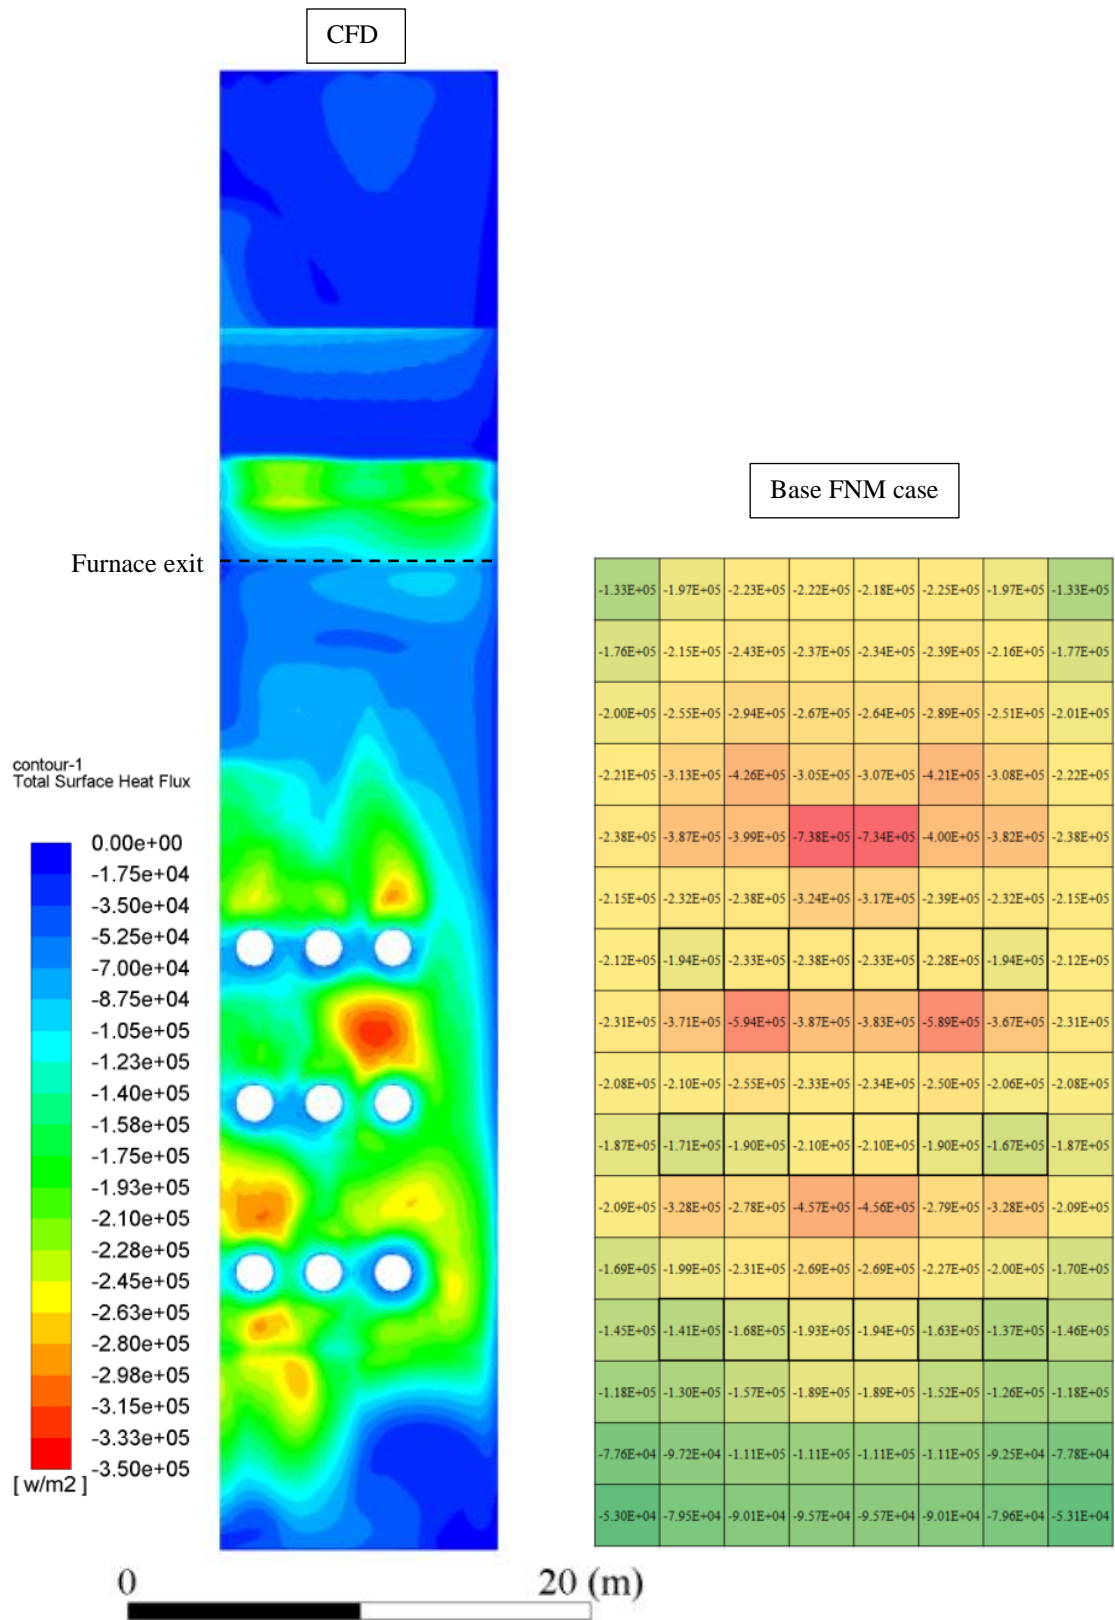 CFD
Base FNM case
Furnace exit
contour-1
Total Surface Heat Flux
0.00e+00
-1.75e+04
-3.50e+04
-5.25e+04
-7.00e+04
-8.75e+04
-1.05e+05
-1.23e+05
-1.40e+05
-1.58e+05
-1.75e+05
-1.93e+05
-2.10e+05
-2.28e+05
-2.45e+05
-2.63e+05
-2.80e+05
-2.98e+05
-3.15e+05
-3.33e+05
-3.50e+05
[ w/m2 ]
-1.33E+05 -1.97E+05 -2.23E+05 -2.22E+05 -2.18E+05 -2.25E+05 -1.97E+05 -1.33E+05
-1.76E+05 -2.15E+05 -2.43E+05 -2.37E+05 -2.34E+05 -2.39E+05 -2.16E+05 -1.77E+05
-2.00E+05 -2.55E+05 -2.94E+05 -2.67E+05 -2.64E+05 -2.89E+05 -2.51E+05 -2.01E+05
-2.21E+05 -3.13E+05 -4.26E+05 -3.05E+05 -3.07E+05 -4.21E+05 -3.08E+05 -2.22E+05
-2.38E+05 -3.87E+05 -3.99E+05 -7.38E+05 -7.34E+05 -4.00E+05 -3.82E+05 -2.38E+05
-2.15E+05 -2.32E+05 -2.38E+05 -3.24E+05 -3.17E+05 -2.39E+05 -2.32E+05 -2.15E+05
-2.12E+05 -1.94E+05 -2.33E+05 -2.38E+05 -2.33E+05 -2.28E+05 -1.94E+05 -2.12E+05
-2.31E+05 -3.71E+05 -5.94E+05 -3.87E+05 -3.83E+05 -5.89E+05 -3.67E+05 -2.31E+05
-2.08E+05 -2.10E+05 -2.55E+05 -2.33E+05 -2.34E+05 -2.50E+05 -2.06E+05 -2.08E+05
-1.87E+05 -1.71E+05 -1.90E+05 -2.10E+05 -2.10E+05 -1.90E+05 -1.67E+05 -1.87E+05
-2.09E+05 -3.28E+05 -2.78E+05 -4.57E+05 -4.56E+05 -2.79E+05 -3.28E+05 -2.09E+05
-1.69E+05 -1.99E+05 -2.31E+05 -2.69E+05 -2.69E+05 -2.27E+05 -2.00E+05 -1.70E+05
-1.45E+05 -1.41E+05 -1.68E+05 -1.93E+05 -1.94E+05 -1.63E+05 -1.37E+05 -1.46E+05
-1.18E+05 -1.30E+05 -1.57E+05 -1.89E+05 -1.89E+05 -1.52E+05 -1.26E+05 -1.18E+05
-7.76E+04 -9.72E+04 -1.11E+05 -1.11E+05 -1.11E+05 -1.11E+05 -9.25E+04 -7.78E+04
-5.30E+04 -7.95E+04 -9.01E+04 -9.57E+04 -9.57E+04 -9.01E+04 -7.96E+04 -5.31E+04
0 20 (m)